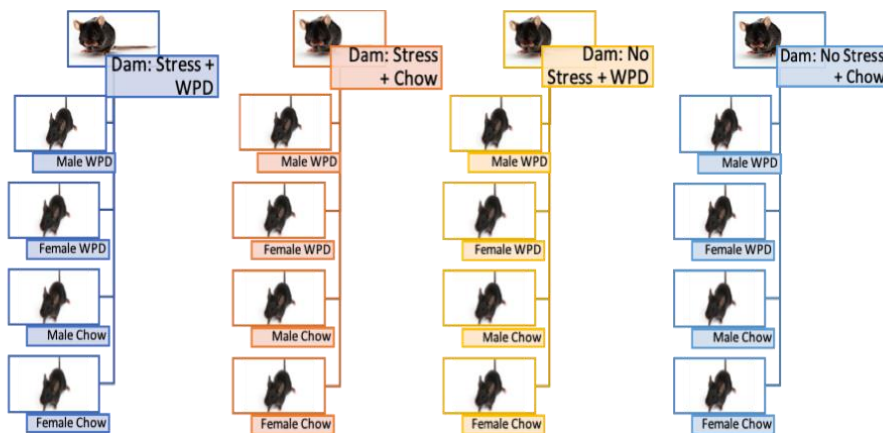 Dam: Stress +
WPD
Male WPD
Female WPD
Male Chow
Female Chow
Dam: Stress
+ Chow
Male WPD
Female WPD
Male Chow
Female Chow
Dam: No
Stress + WPD
Male WPD
Female WPD
Male Chow
Female Chow
Dam: No Stress
+ Chow
Male WPD
Female WPD
Male Chow
Female Chow